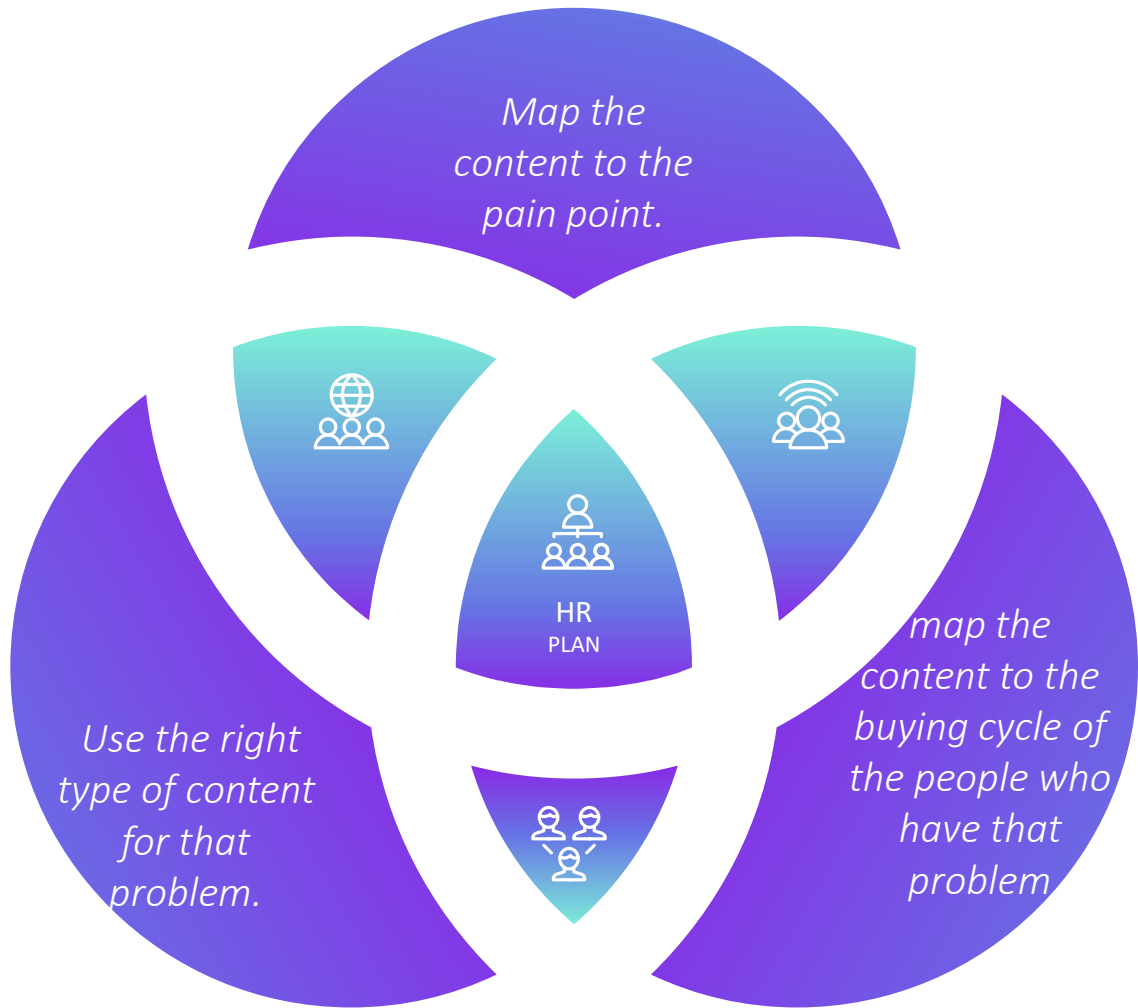 Map the
content to the
pain point.
HR
PLAN
Use the right
type of content
for that
problem.
map the
content to the
buying cycle of
the people who
have that
problem